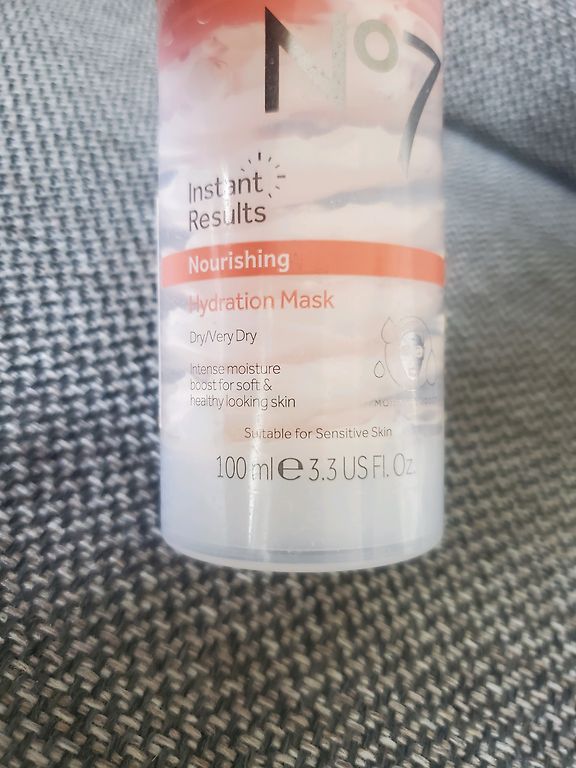 No7
Instant
Results
Nourishing
Hydration Mask
Dry/Very Dry
Intense moisture
boost for soft &
healthy looking skin
Suitable for Sensitive Skin
100 ml e 3.3 US Fl. Oz.